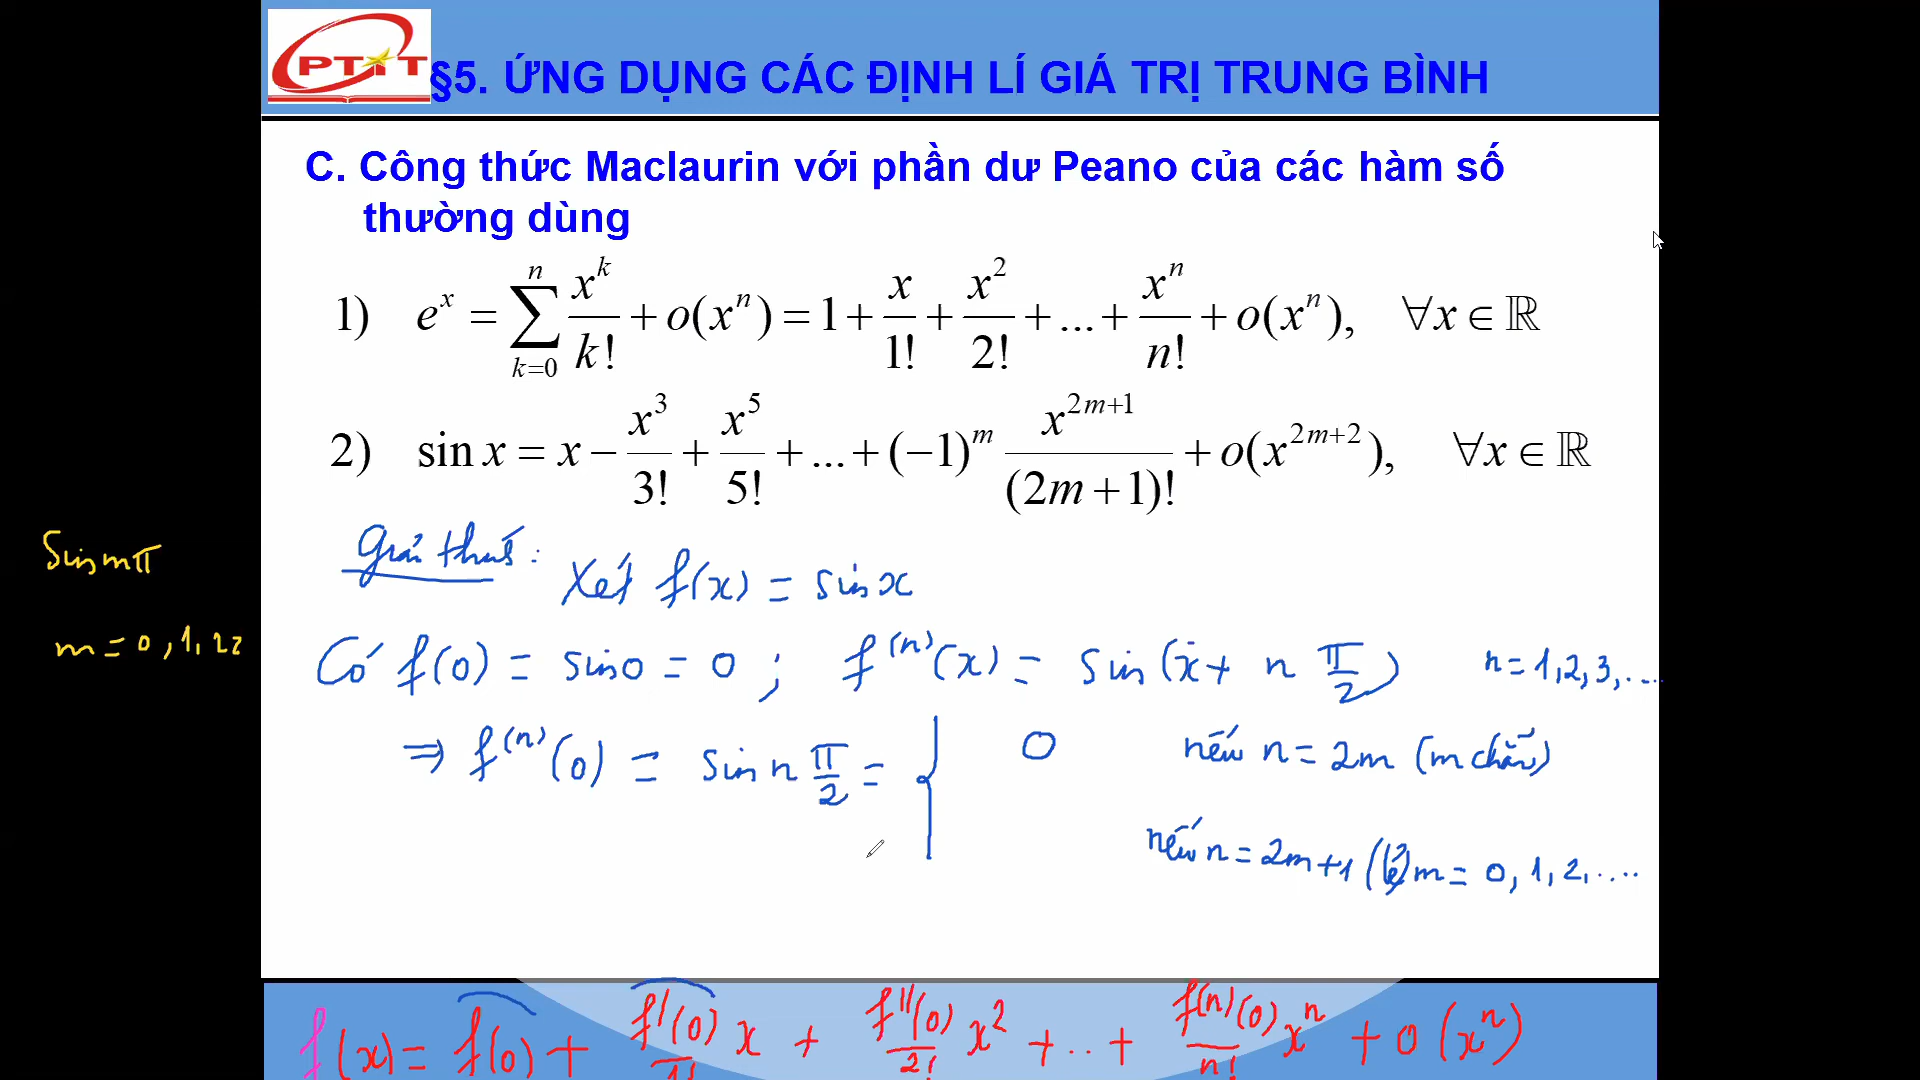 PTIT
§5. ỨNG DỤNG CÁC ĐỊNH LÍ GIÁ TRỊ TRUNG BÌNH
C. Công thức Maclaurin với phần dư Peano của các hàm số
thường dùng
1) e^x = ∑_{k=0}^{n} x^k/k! + o(x^n) = 1 + x/1! + x^2/2! + ... + x^n/n! + o(x^n), ∀x ∈ ℝ
2) sin x = x − x^3/3! + x^5/5! + ... + (−1)^m x^{2m+1}/(2m+1)! + o(x^{2m+2}), ∀x ∈ ℝ
Sin mπ
m = 0, 1, 2
Xét f(x) = sin x
Có f(0) = sin 0 = 0 ; f^(n)(x) = sin(x + n π/2) n = 1, 2, 3, ....
⇒ f^(n)(0) = sin n π/2 = { 0 nếu n = 2m (m chẵn)
nếu n = 2m+1 (lẻ) m = 0, 1, 2, ....
f(x) = f(0) + f'(0)/1! x + f''(0)/2! x^2 + .. + f^(n)(0)/n! x^n + o(x^n)